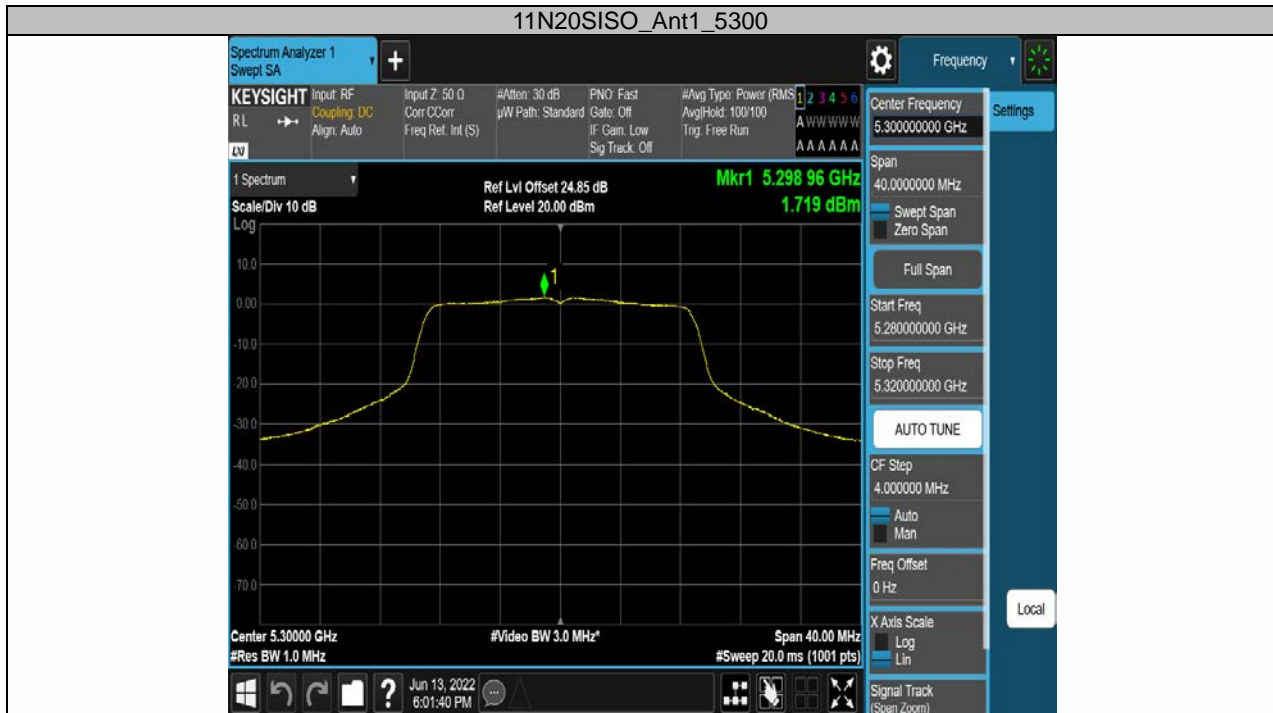 11N20SISO_Ant1_5300
Spectrum Analyzer 1
Swept SA
+
Frequency
KEYSIGHT
RL
LXI
Input: RF
Coupling: DC
Align: Auto
Input Z: 50 Ω
Corr CCorr
Freq Ref: Int (S)
#Atten: 30 dB
µW Path: Standard
PNO: Fast
Gate: Off
IF Gain: Low
Sig Track: Off
#Avg Type: Power (RMS
Avg|Hold: 100/100
Trig: Free Run
1 2 3 4 5 6
A W W W W W
A A A A A A
1 Spectrum
Scale/Div 10 dB
Ref Lvl Offset 24.85 dB
Ref Level 20.00 dBm
Mkr1 5.298 96 GHz
1.719 dBm
Log
10.0
0.00
-10.0
-20.0
-30.0
-40.0
-50.0
-60.0
-70.0
1
Center 5.30000 GHz
#Res BW 1.0 MHz
#Video BW 3.0 MHz*
Span 40.00 MHz
#Sweep 20.0 ms (1001 pts)
?
Jun 13, 2022
6:01:40 PM
Center Frequency
5.300000000 GHz
Settings
Span
40.0000000 MHz
Swept Span
Zero Span
Full Span
Start Freq
5.280000000 GHz
Stop Freq
5.320000000 GHz
AUTO TUNE
CF Step
4.000000 MHz
Auto
Man
Freq Offset
0 Hz
X Axis Scale
Log
Lin
Local
Signal Track
(Span Zoom)